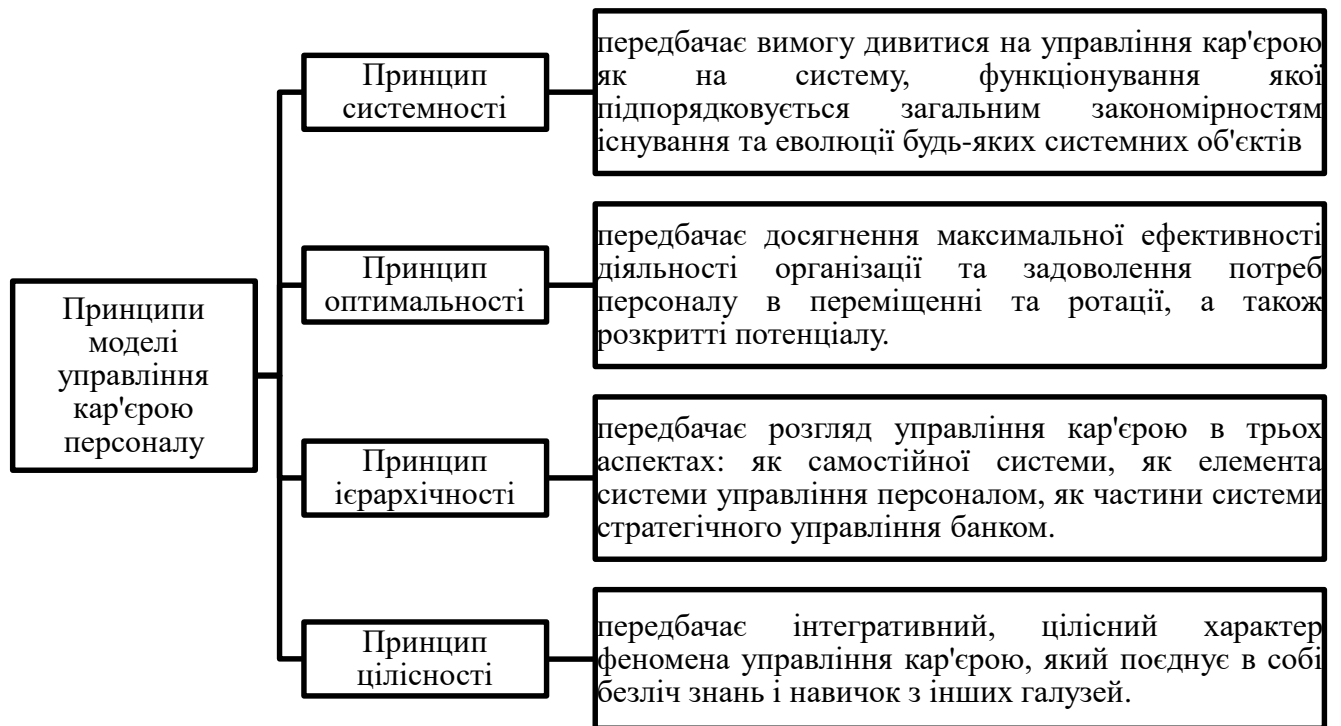 Принципи
моделі
управління
кар'єрою
персоналу
Принцип
системності
передбачає вимогу дивитися на управління кар'єрою
як на систему, функціонування якої
підпорядковується загальним закономірностям
існування та еволюції будь-яких системних об'єктів
Принцип
оптимальності
передбачає досягнення максимальної ефективності
діяльності організації та задоволення потреб
персоналу в переміщенні та ротації, а також
розкритті потенціалу.
Принцип
ієрархічності
передбачає розгляд управління кар'єрою в трьох
аспектах: як самостійної системи, як елемента
системи управління персоналом, як частини системи
стратегічного управління банком.
Принцип
цілісності
передбачає інтегративний, цілісний характер
феномена управління кар'єрою, який поєднує в собі
безліч знань і навичок з інших галузей.